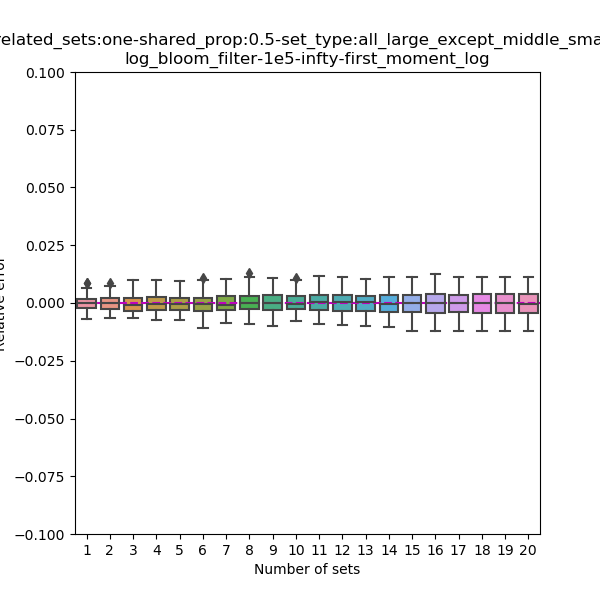 related_sets:one-shared_prop:0.5-set_type:all_large_except_middle_sma
log_bloom_filter-1e5-infty-first_moment_log
0.100
0.075
0.050
0.025
0.000
−0.025
−0.050
−0.075
−0.100
Relative error
1 2 3 4 5 6 7 8 9 10 11 12 13 14 15 16 17 18 19 20
Number of sets